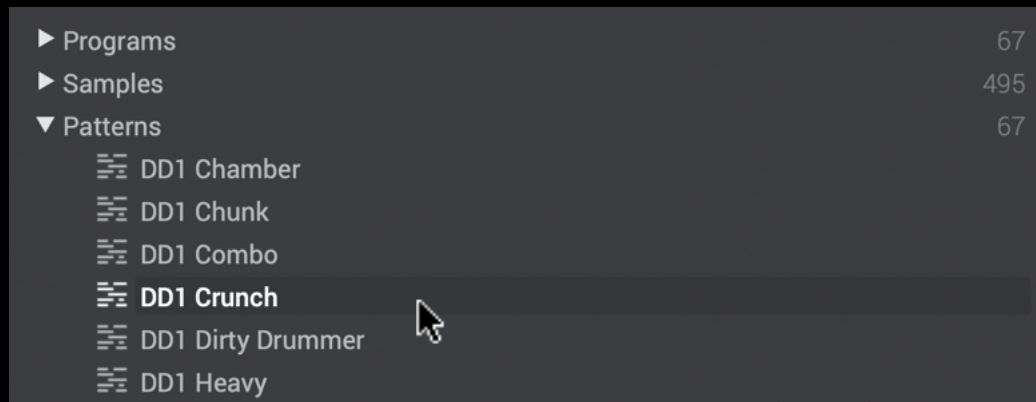 Programs 67
Samples 495
Patterns 67
DD1 Chamber
DD1 Chunk
DD1 Combo
DD1 Crunch
DD1 Dirty Drummer
DD1 Heavy